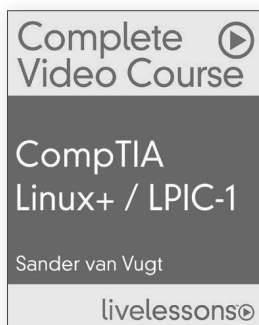 Complete
Video Course
CompTIA
Linux+ / LPIC-1
Sander van Vugt
livelessons